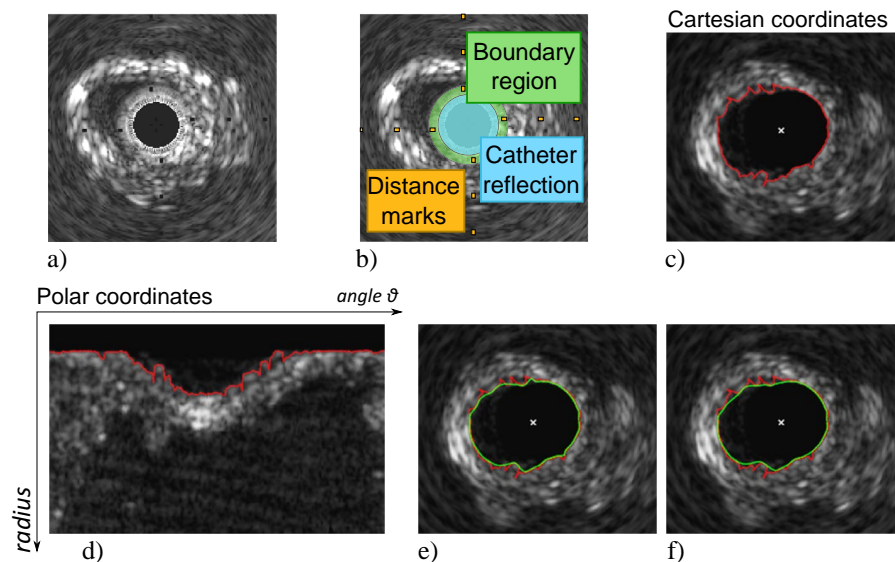 Cartesian coordinates
Boundary
region
Catheter
reflection
Distance
marks
a)
b)
c)
Polar coordinates
angle ϑ
radius
d)
e)
f)